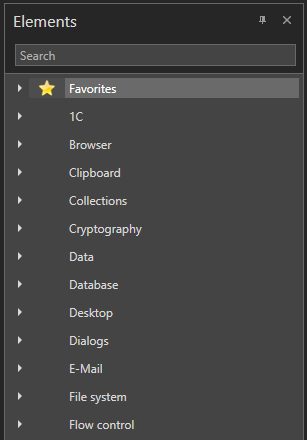 Elements
Search
Favorites
1C
Browser
Clipboard
Collections
Cryptography
Data
Database
Desktop
Dialogs
E-Mail
File system
Flow control